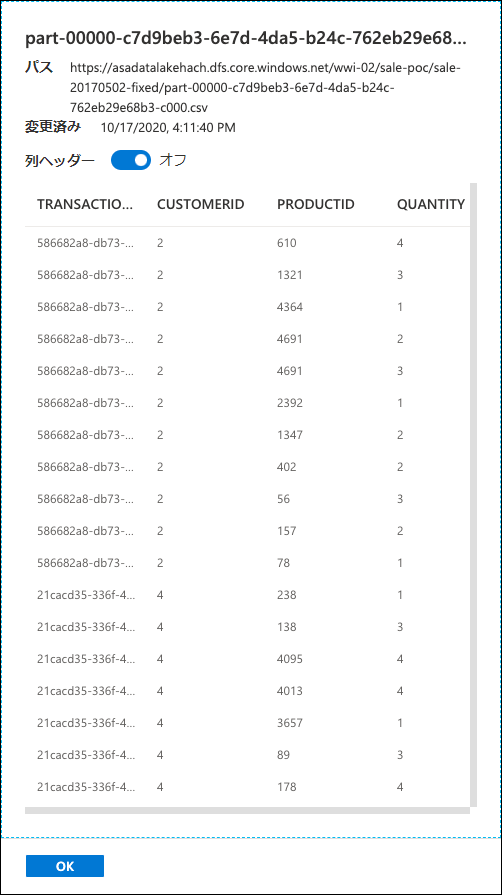 part-00000-c7d9beb3-6e7d-4da5-b24c-762eb29e68...
パス https://asadatalakehach.dfs.core.windows.net/wwi-02/sale-poc/sale-
20170502-fixed/part-00000-c7d9beb3-6e7d-4da5-b24c-
762eb29e68b3-c000.csv
変更済み 10/17/2020, 4:11:40 PM
列ヘッダー オフ
TRANSACTIO... CUSTOMERID PRODUCTID QUANTITY
586682a8-db73-... 2 610 4
586682a8-db73-... 2 1321 3
586682a8-db73-... 2 4364 1
586682a8-db73-... 2 4691 2
586682a8-db73-... 2 4691 3
586682a8-db73-... 2 2392 1
586682a8-db73-... 2 1347 2
586682a8-db73-... 2 402 2
586682a8-db73-... 2 56 3
586682a8-db73-... 2 157 2
586682a8-db73-... 2 78 1
21cacd35-336f-4... 4 238 1
21cacd35-336f-4... 4 138 3
21cacd35-336f-4... 4 4095 4
21cacd35-336f-4... 4 4013 4
21cacd35-336f-4... 4 3657 1
21cacd35-336f-4... 4 89 3
21cacd35-336f-4... 4 178 4
OK